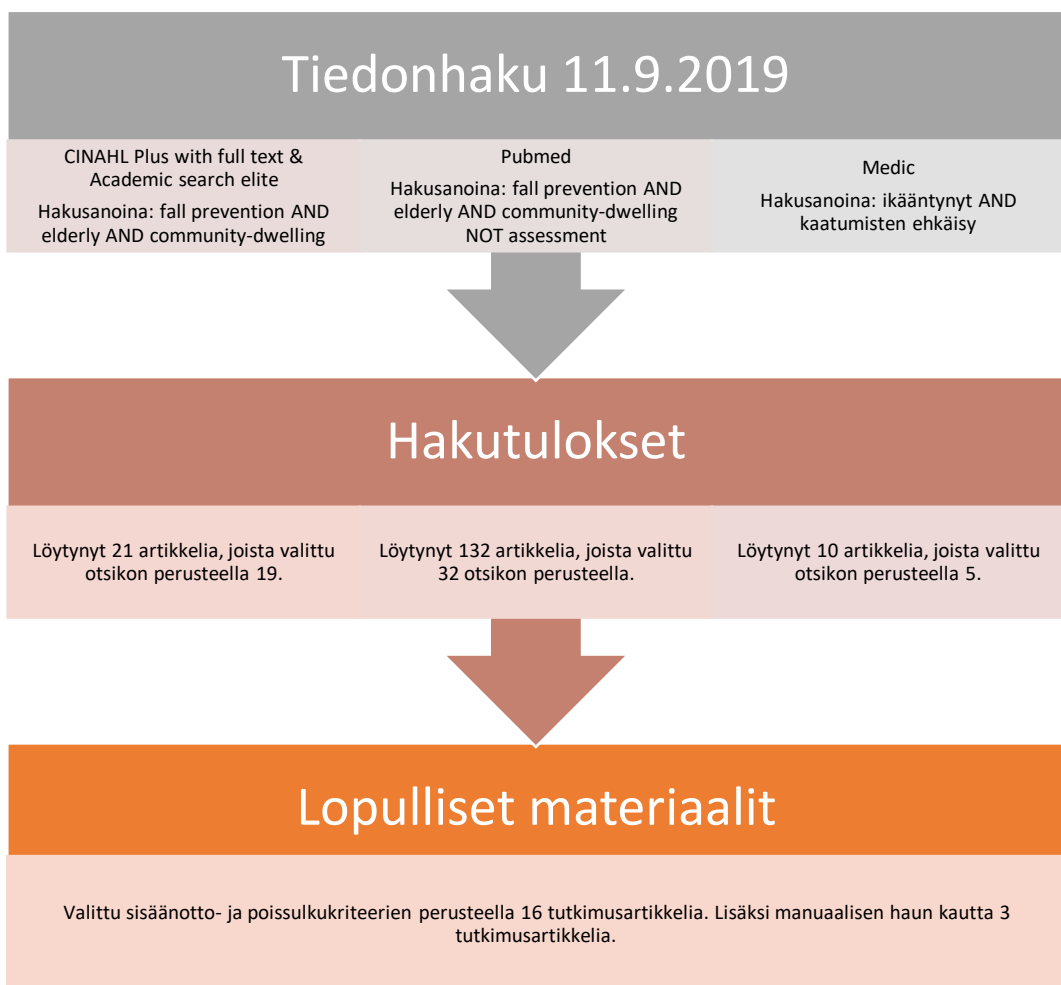 Tiedonhaku 11.9.2019
CINAHL Plus with full text &
Academic search elite
Hakusanoina: fall prevention AND
elderly AND community-dwelling
Pubmed
Hakusanoina: fall prevention AND
elderly AND community-dwelling
NOT assessment
Medic
Hakusanoina: ikääntynyt AND
kaatumisten ehkäisy
Hakutulokset
Löytynyt 21 artikkelia, joista valittu
otsikon perusteella 19.
Löytynyt 132 artikkelia, joista valittu
32 otsikon perusteella.
Löytynyt 10 artikkelia, joista valittu
otsikon perusteella 5.
Lopulliset materiaalit
Valittu sisäänotto- ja poissulkukriteerien perusteella 16 tutkimusartikkelia. Lisäksi manuaalisen haun kautta 3
tutkimusartikkelia.